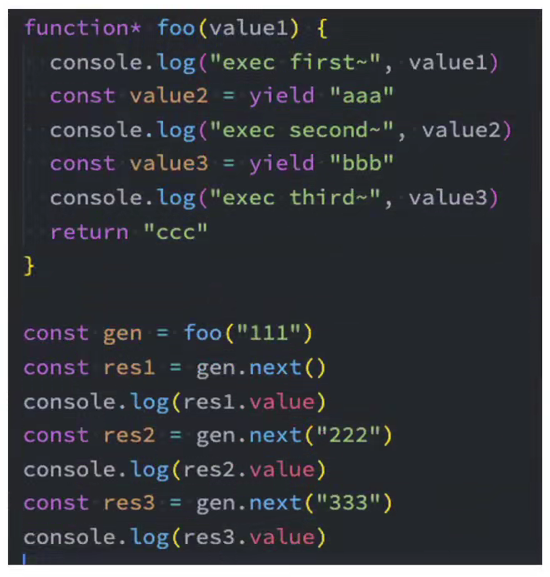 function* foo(value1) {
  console.log("exec first~", value1)
  const value2 = yield "aaa"
  console.log("exec second~", value2)
  const value3 = yield "bbb"
  console.log("exec third~", value3)
  return "ccc"
}

const gen = foo("111")
const res1 = gen.next()
console.log(res1.value)
const res2 = gen.next("222")
console.log(res2.value)
const res3 = gen.next("333")
console.log(res3.value)